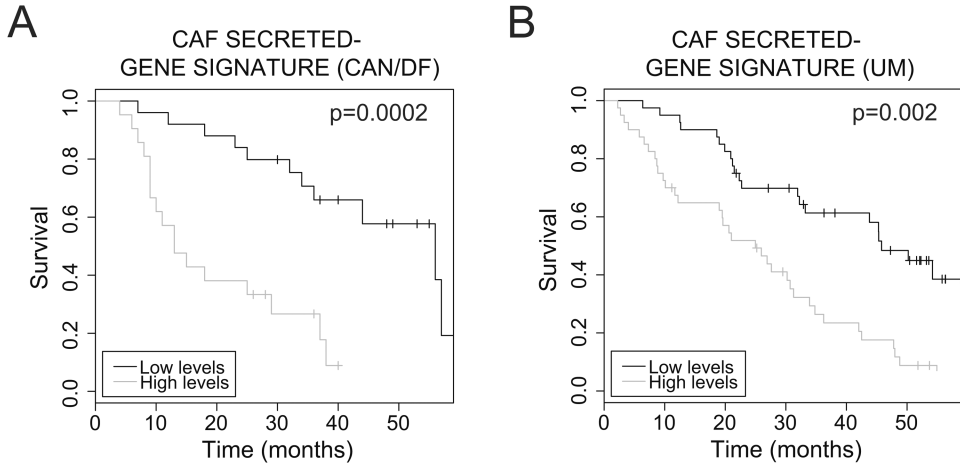 A
CAF SECRETED-
GENE SIGNATURE (CAN/DF)
p=0.0002
Survival
1.0
0.8
0.6
0.4
0.2
0.0
Low levels
High levels
0 10 20 30 40 50
Time (months)
B
CAF SECRETED-
GENE SIGNATURE (UM)
p=0.002
Survival
1.0
0.8
0.6
0.4
0.2
0.0
Low levels
High levels
0 10 20 30 40 50
Time (months)